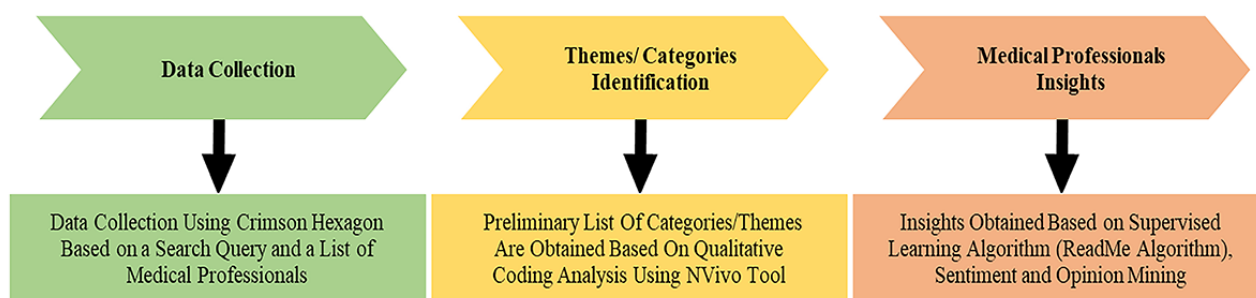 Data Collection
Themes/ Categories
Identification
Medical Professionals
Insights
Data Collection Using Crimson Hexagon
Based on a Search Query and a List of
Medical Professionals
Preliminary List Of Categories/Themes
Are Obtained Based On Qualitative
Coding Analysis Using NVivo Tool
Insights Obtained Based on Supervised
Learning Algorithm (ReadMe Algorithm),
Sentiment and Opinion Mining